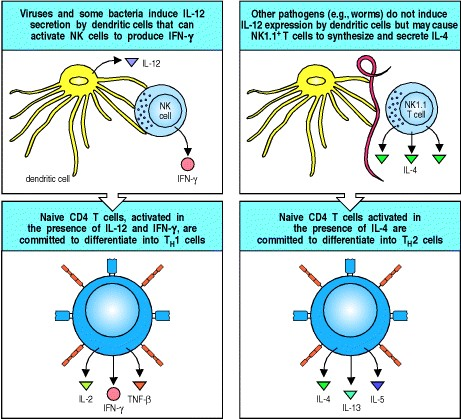 Viruses and some bacteria induce IL-12
secretion by dendritic cells that can
activate NK cells to produce IFN-γ
IL-12
NK
cell
dendritic cell
IFN-γ
Other pathogens (e.g., worms) do not induce
IL-12 expression by dendritic cells but may cause
NK1.1⁺ T cells to synthesize and secrete IL-4
NK1.1
T cell
IL-4
Naive CD4 T cells, activated in
the presence of IL-12 and IFN-γ, are
committed to differentiate into TH1 cells
IL-2
IFN-γ
TNF-β
Naive CD4 T cells activated in
the presence of IL-4 are
committed to differentiate into TH2 cells
IL-4
IL-13
IL-5